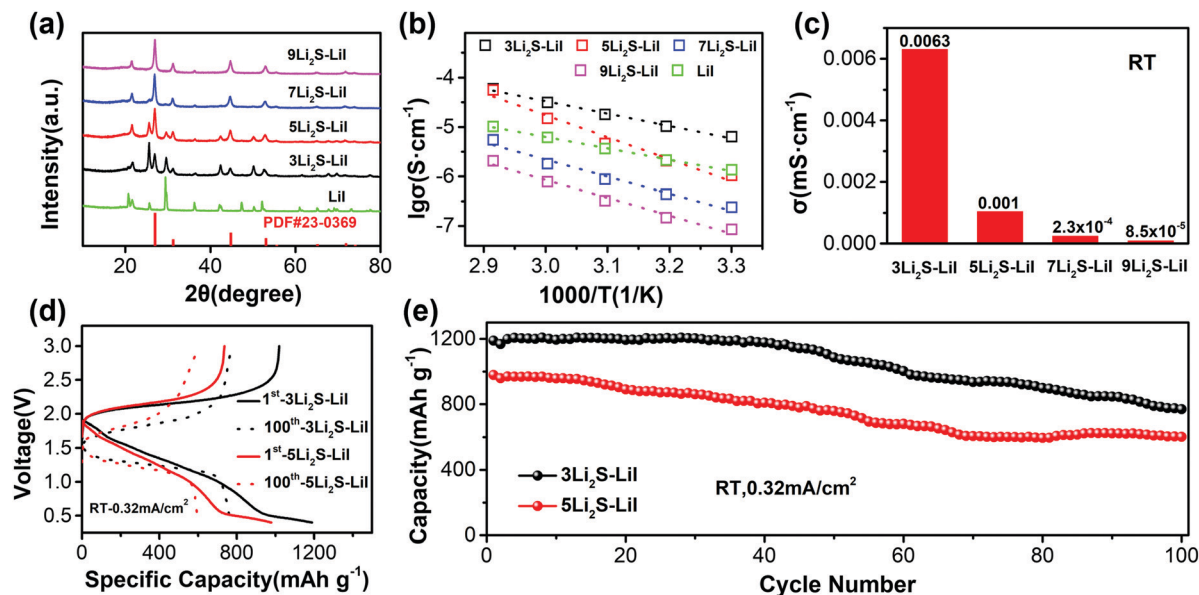 (a)
Intensity(a.u.)
9Li₂S-LiI
7Li₂S-LiI
5Li₂S-LiI
3Li₂S-LiI
LiI
PDF#23-0369
20 40 60 80
2θ(degree)
(b)
lgσ(S·cm⁻¹)
3Li₂S-LiI 5Li₂S-LiI 7Li₂S-LiI
9Li₂S-LiI LiI
-4
-5
-6
-7
2.9 3.0 3.1 3.2 3.3
1000/T(1/K)
(c)
σ(mS·cm⁻¹)
RT
0.006
0.004
0.002
0.000
0.0063
0.001
2.3x10⁻⁴
8.5x10⁻⁵
3Li₂S-LiI 5Li₂S-LiI 7Li₂S-LiI 9Li₂S-LiI
(d)
Voltage(V)
3.0
2.5
2.0
1.5
1.0
0.5
1ˢᵗ-3Li₂S-LiI
100ᵗʰ-3Li₂S-LiI
1ˢᵗ-5Li₂S-LiI
100ᵗʰ-5Li₂S-LiI
RT-0.32mA/cm²
0 400 800 1200
Specific Capacity(mAh g⁻¹)
(e)
Capacity(mAh g⁻¹)
1200
800
400
0
3Li₂S-LiI
5Li₂S-LiI
RT,0.32mA/cm²
0 20 40 60 80 100
Cycle Number